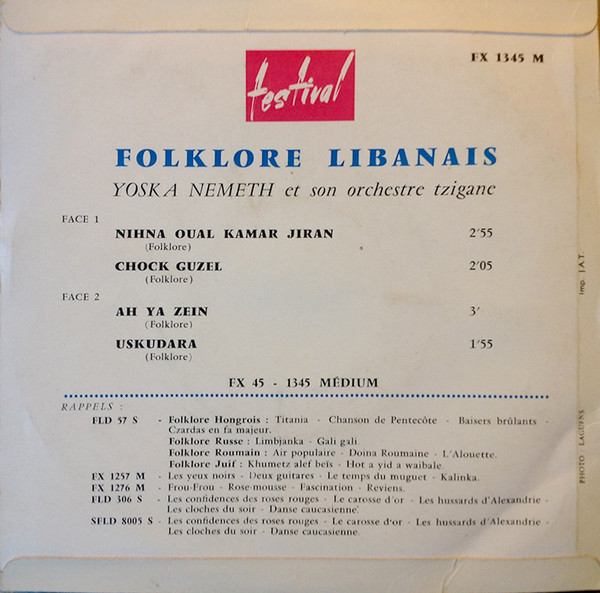 festival
FX 1345 M
FOLKLORE LIBANAIS
YOSKA NEMETH et son orchestre tzigane
FACE 1
NIHNA OUAL KAMAR JIRAN 2'55
(Folklore)
CHOCK GUZEL 2'05
(Folklore)
FACE 2
AH YA ZEIN 3'
(Folklore)
USKUDARA 1'55
(Folklore)
FX 45 - 1345 MÉDIUM
RAPPELS :
FLD 57 S - Folklore Hongrois : Titania - Chanson de Pentecôte - Baisers brûlants -
Czardas en fa majeur.
Folklore Russe : Limbjanka - Gali gali.
Folklore Roumain : Air populaire - Doina Roumaine - L'Alouette.
Folklore Juif : Khumetz alef beïs - Hot a yid a waibale.
FX 1257 M - Les yeux noirs - Deux guitares - Le temps du muguet - Kalinka.
FX 1276 M - Frou-Frou - Rose-mousse - Fascination - Reviens.
FLD 306 S - Les confidences des roses rouges - Le carosse d'or - Les hussards d'Alexandrie -
Les cloches du soir - Danse caucasienne.
SFLD 8005 S - Les confidences des roses rouges - Le carosse d'or - Les hussards d'Alexandrie -
Les cloches du soir - Danse caucasienne.
Imp. J.A.T.
PHOTO : LAGUENS